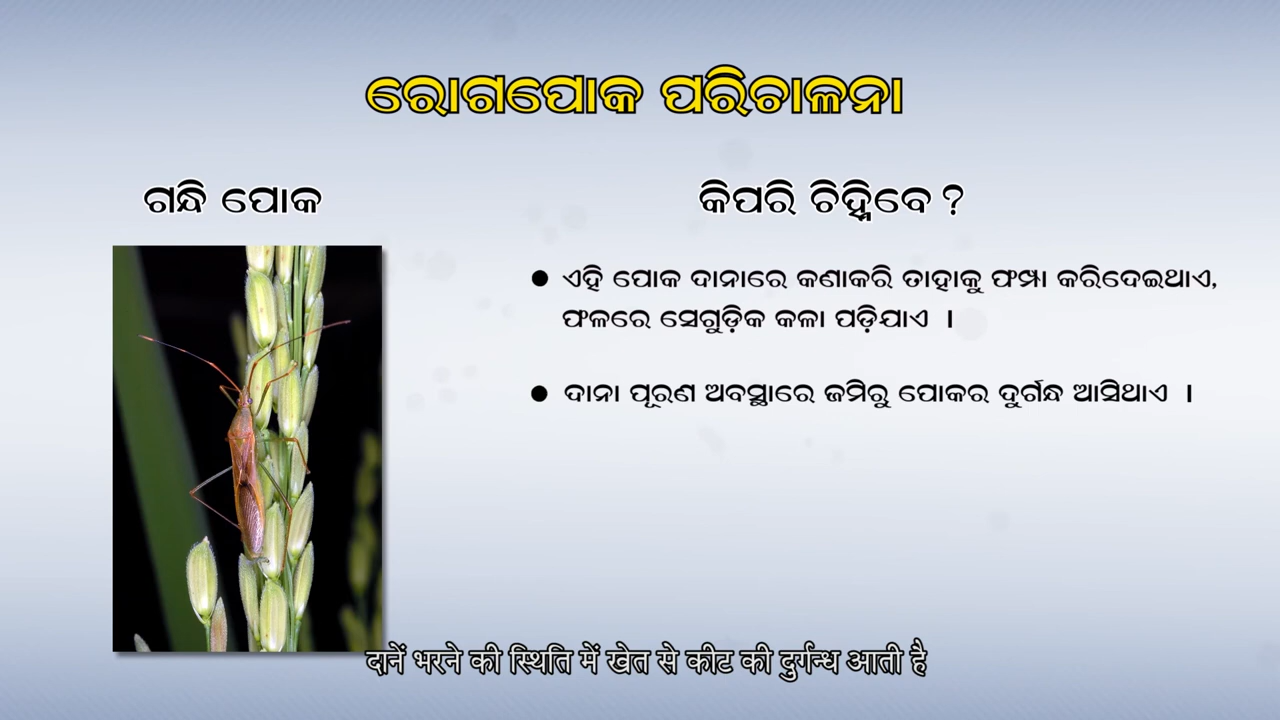 ରୋଗପୋକ ପରିଚାଳନା
ଗନ୍ଧି ପୋକ
କିପରି ଚିହ୍ନିବେ ?
● ଏହି ପୋକ ଦାନାରେ କଣାକରି ତାହାକୁ ଫମ୍ପା କରିଦେଇଥାଏ,
ଫଳରେ ସେଗୁଡ଼ିକ କଳା ପଡ଼ିଯାଏ ।
● ଦାନା ପୂରଣ ଅବସ୍ଥାରେ ଜମିରୁ ପୋକର ଦୁର୍ଗନ୍ଧ ଆସିଥାଏ ।
दानें भरने की स्थिति में खेत से कीट की दुर्गन्ध आती है